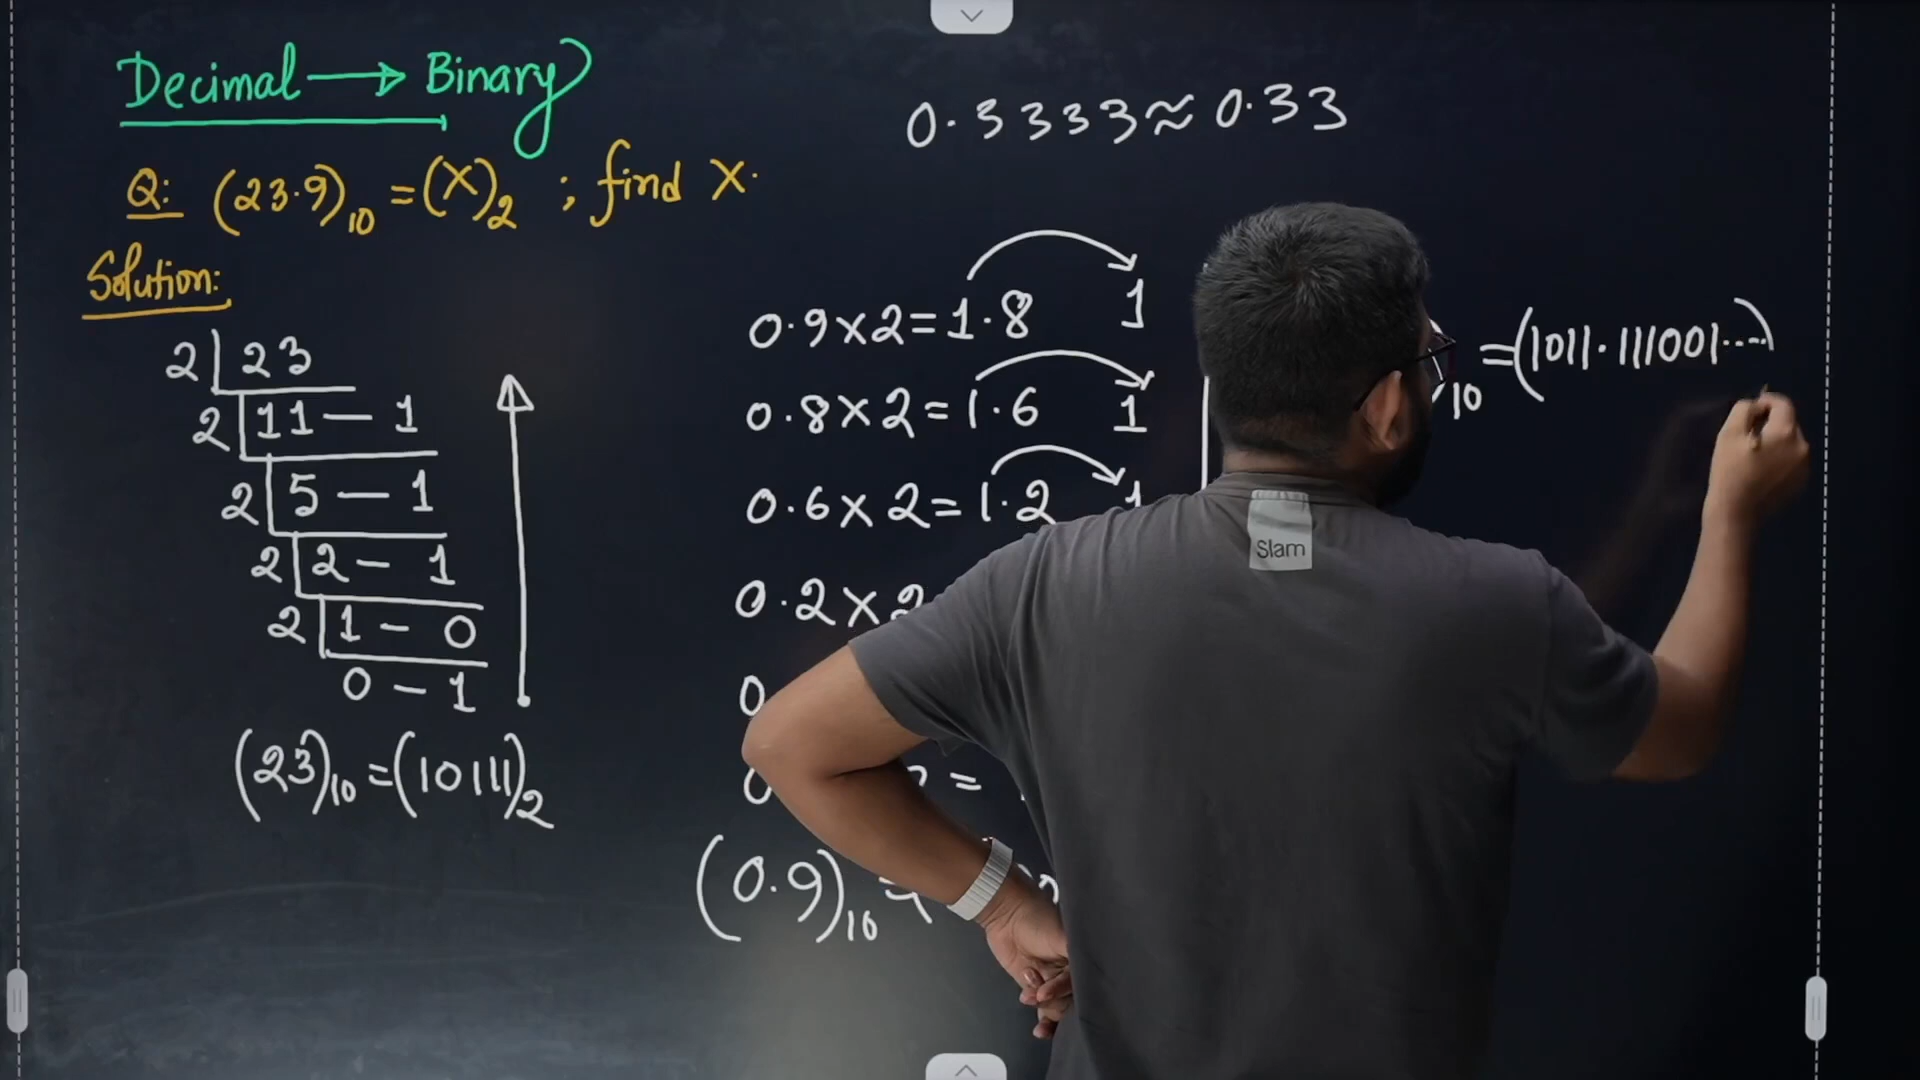 Decimal → Binary
Q: (23.9)₁₀ = (X)₂ ; find X.
Solution:
2 | 23
2 | 11 — 1
2 | 5 — 1
2 | 2 — 1
2 | 1 — 0
0 — 1
(23)₁₀ = (10111)₂
0.3333 ≈ 0.33
0.9 × 2 = 1.8 1
0.8 × 2 = 1.6 1
0.6 × 2 = 1.2 1
0.2 × 2
0
0 =
(0.9)₁₀ =
10 = (1011.111001....)
Slam